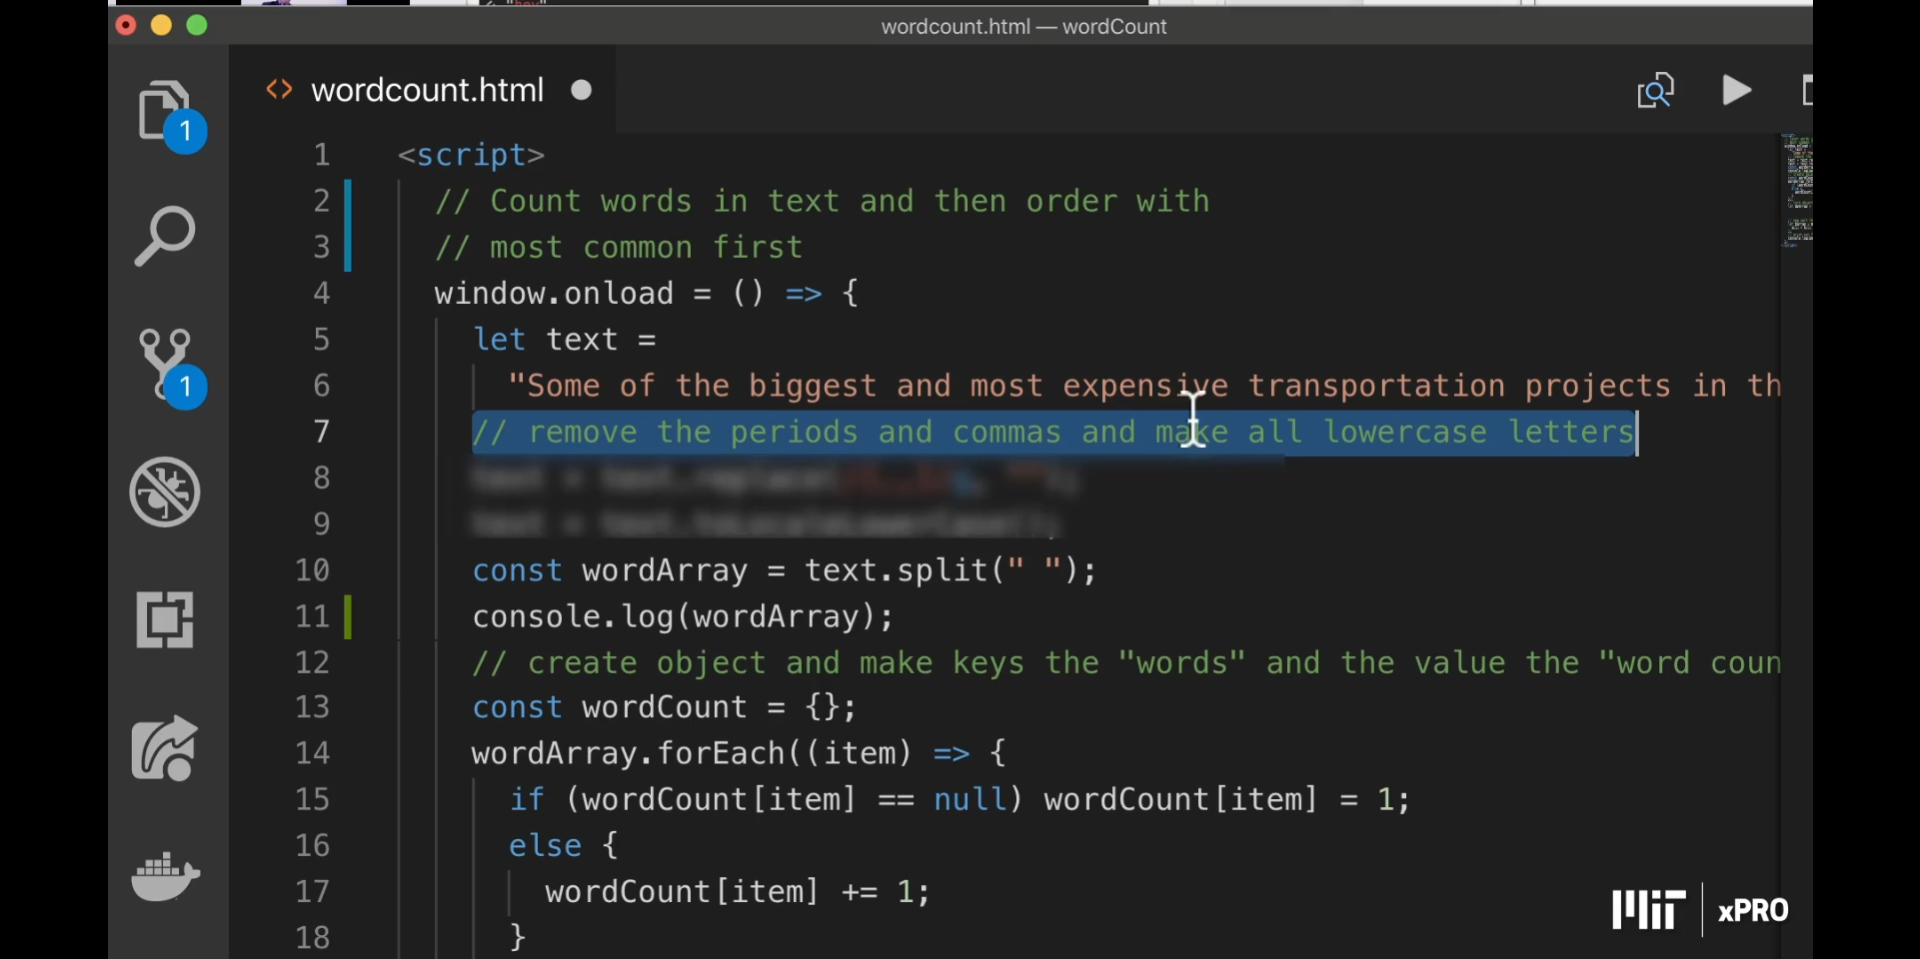 "hey"
wordcount.html — wordCount
<> wordcount.html
1
1
1 <script>
2 // Count words in text and then order with
3 // most common first
4 window.onload = () => {
5 let text =
6 "Some of the biggest and most expensive transportation projects in th
7 // remove the periods and commas and make all lowercase letters
8
9
10 const wordArray = text.split(" ");
11 console.log(wordArray);
12 // create object and make keys the "words" and the value the "word coun
13 const wordCount = {};
14 wordArray.forEach((item) => {
15 if (wordCount[item] == null) wordCount[item] = 1;
16 else {
17 wordCount[item] += 1;
18 }
MIT xPRO